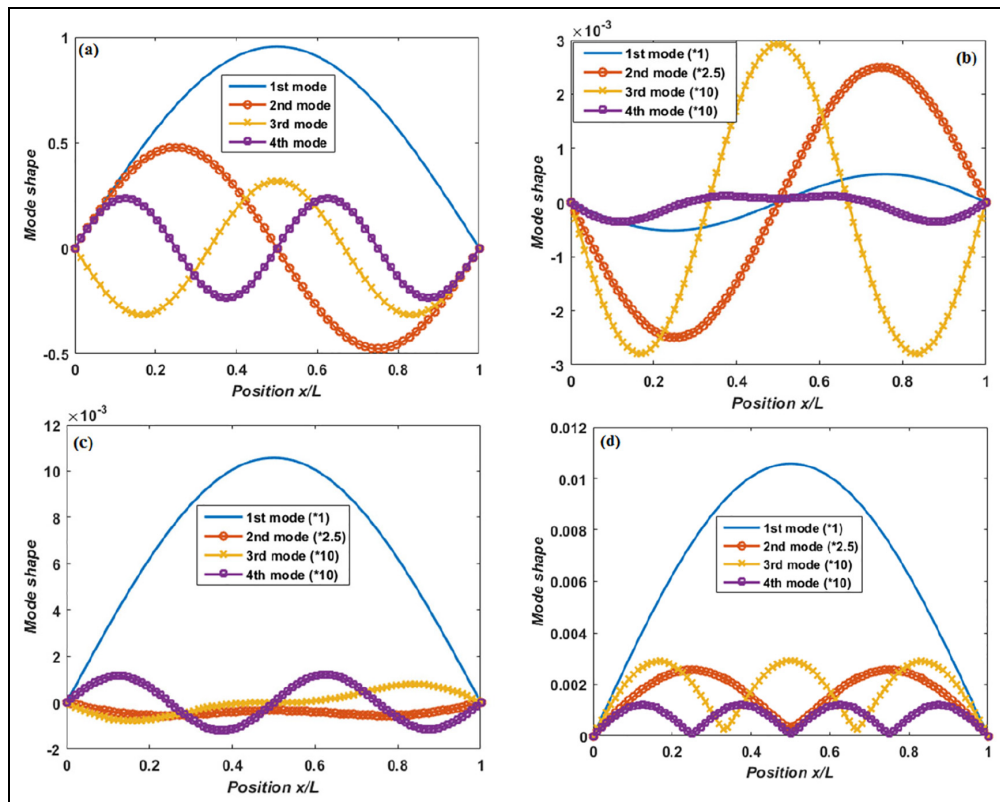 (a)
1
0.5
0
-0.5
Mode shape
1st mode
2nd mode
3rd mode
4th mode
0 0.2 0.4 0.6 0.8 1
Position x/L
×10⁻³
(b)
3
2
1
0
-1
-2
-3
Mode shape
1st mode (*1)
2nd mode (*2.5)
3rd mode (*10)
4th mode (*10)
0 0.2 0.4 0.6 0.8 1
Position x/L
×10⁻³
(c)
12
10
8
6
4
2
0
-2
Mode shape
1st mode (*1)
2nd mode (*2.5)
3rd mode (*10)
4th mode (*10)
0 0.2 0.4 0.6 0.8 1
Position x/L
(d)
0.012
0.01
0.008
0.006
0.004
0.002
0
Mode shape
1st mode (*1)
2nd mode (*2.5)
3rd mode (*10)
4th mode (*10)
0 0.2 0.4 0.6 0.8 1
Position x/L